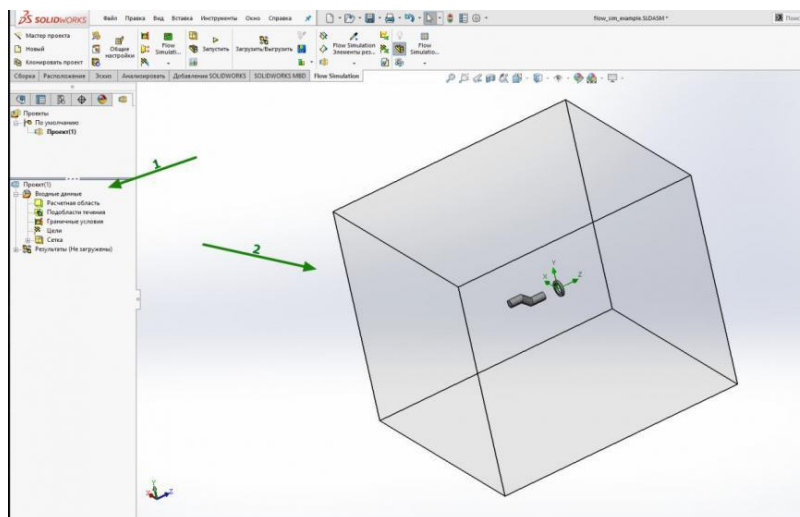 SOLIDWORKS Файл Правка Вид Вставка Инструменты Окно Справка flow_sim_example.SLDASM *
Мастер проекта
Новый
Клонировать проект
Общие настройки
Flow Simulati...
Запустить
Загрузить/Выгрузить
Flow Simulation Элементы рез...
Flow Simulatio...
Сборка Расположение Эскиз Анализировать Добавления SOLIDWORKS SOLIDWORKS MBD Flow Simulation
Проекты
По умолчанию
Проект(1)
1
Проект(1)
Входные данные
Расчетная область
Подобласти течения
Граничные условия
Цели
Сетка
Результаты (Не загружены)
2
Y
X
Z
Y
X
Z